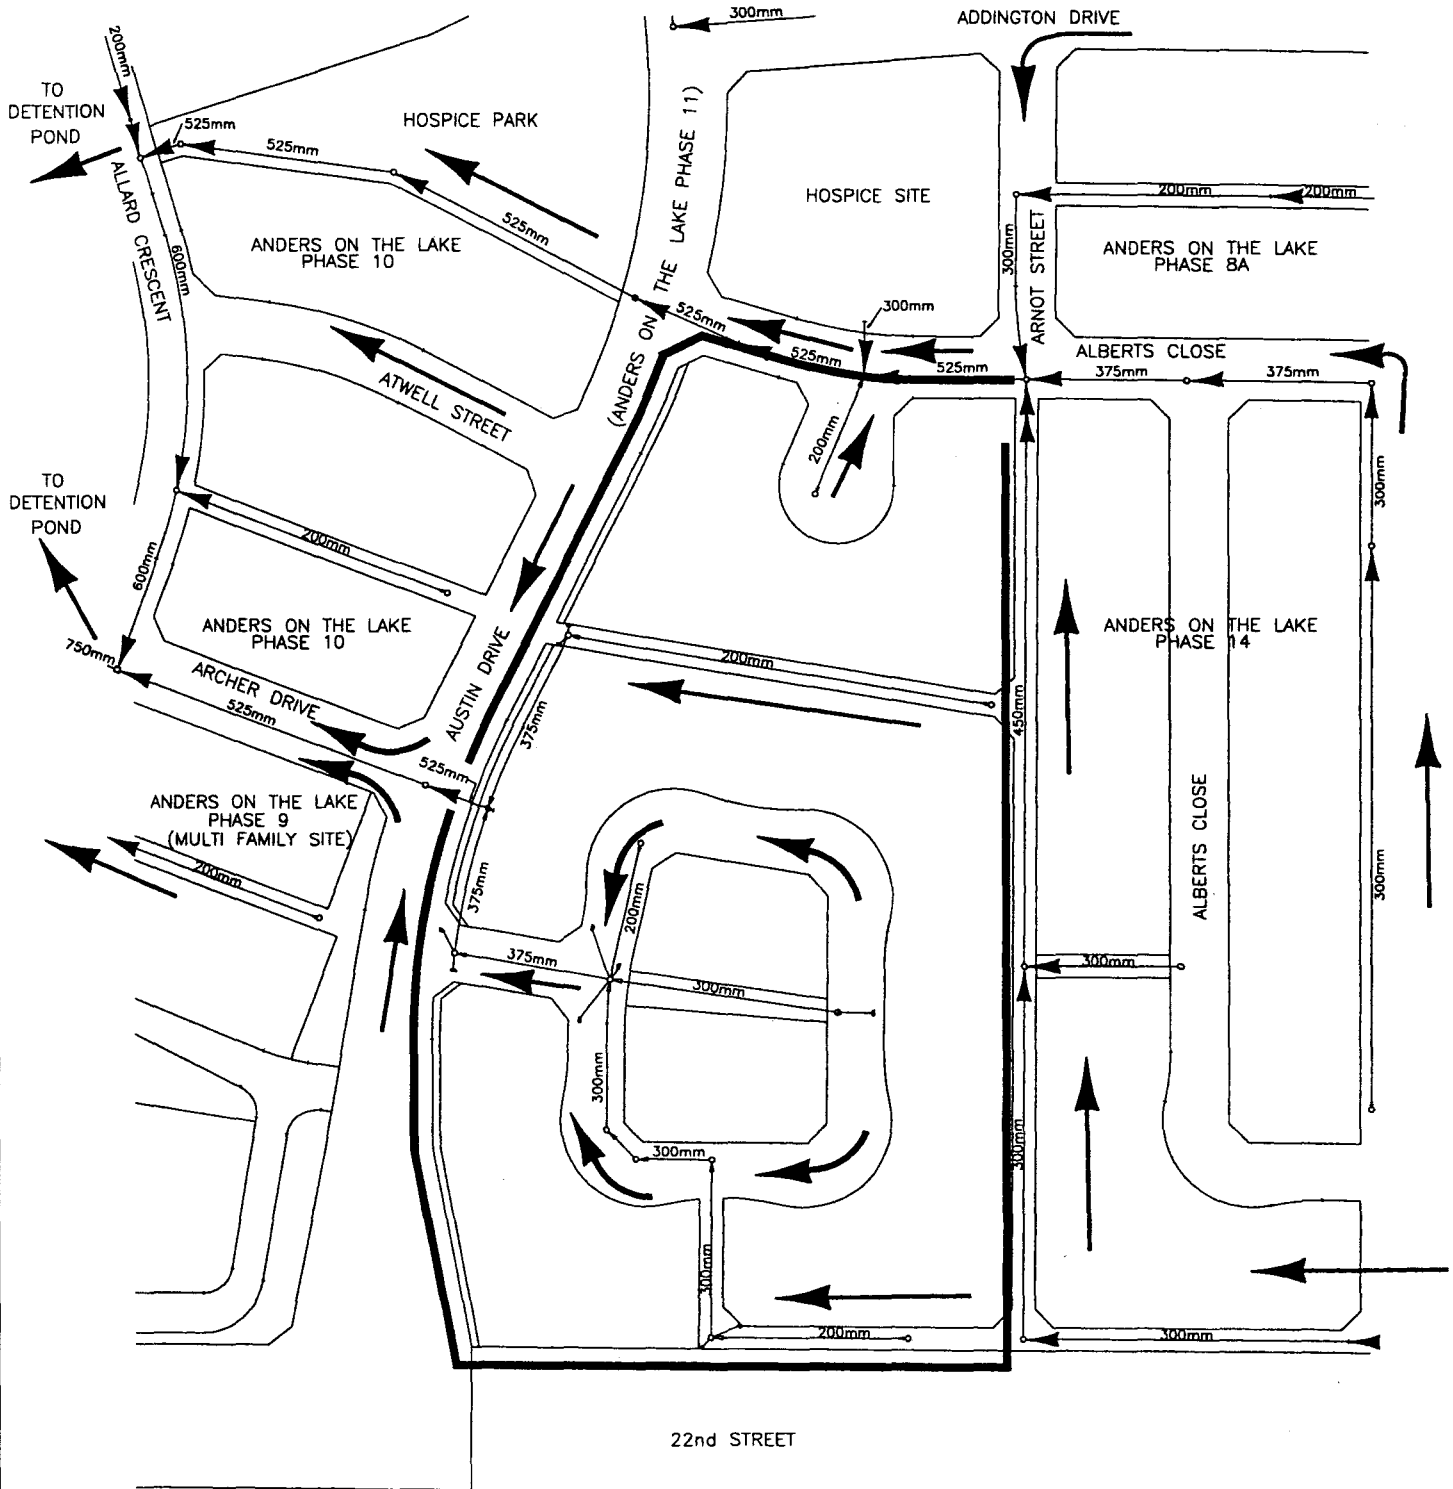 300mm
ADDINGTON DRIVE
200mm
TO
DETENTION
POND
525mm
525mm
HOSPICE PARK
ALLARD CRESCENT
525mm
ANDERS ON THE LAKE
PHASE 10
600mm
(ANDERS ON THE LAKE PHASE 11)
HOSPICE SITE
200mm
200mm
300mm
ARNOT STREET
ANDERS ON THE LAKE
PHASE 8A
525mm
300mm
525mm
525mm
ALBERTS CLOSE
375mm
375mm
ATWELL STREET
200mm
300mm
TO
DETENTION
POND
200mm
600mm
ANDERS ON THE LAKE
PHASE 10
750mm
ARCHER DRIVE
525mm
AUSTIN DRIVE
525mm
375mm
200mm
450mm
ANDERS ON THE LAKE
PHASE 14
ANDERS ON THE LAKE
PHASE 9
(MULTI FAMILY SITE)
200mm
375mm
200mm
375mm
300mm
ALBERTS CLOSE
300mm
300mm
300mm
300mm
300mm
300mm
200mm
300mm
22nd STREET